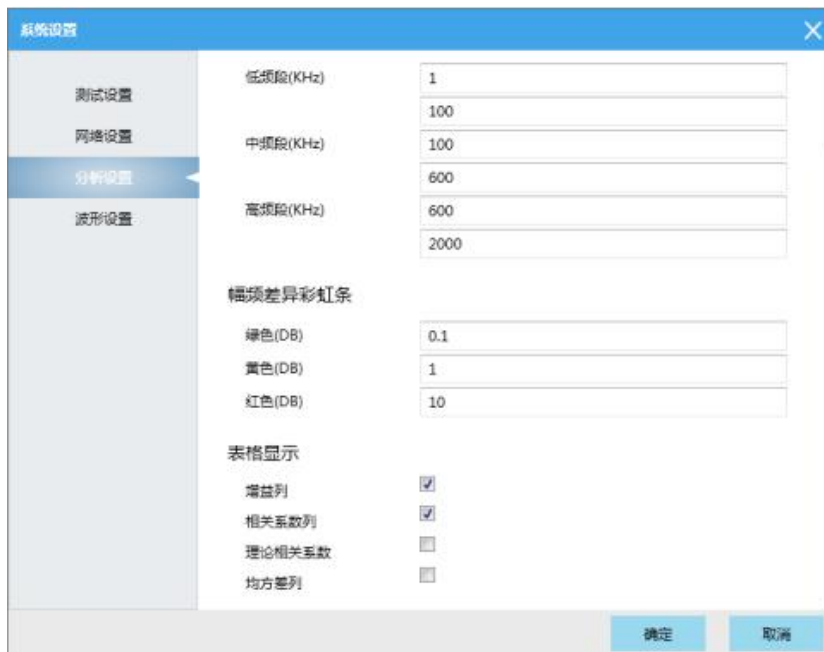 系统设置
测试设置
网络设置
分析设置
波形设置
低频段(KHz)
1
100
中频段(KHz)
100
600
高频段(KHz)
600
2000
幅频差异彩虹条
绿色(DB)
0.1
黄色(DB)
1
红色(DB)
10
表格显示
增益列
相关系数列
理论相关系数
均方差列
确定
取消